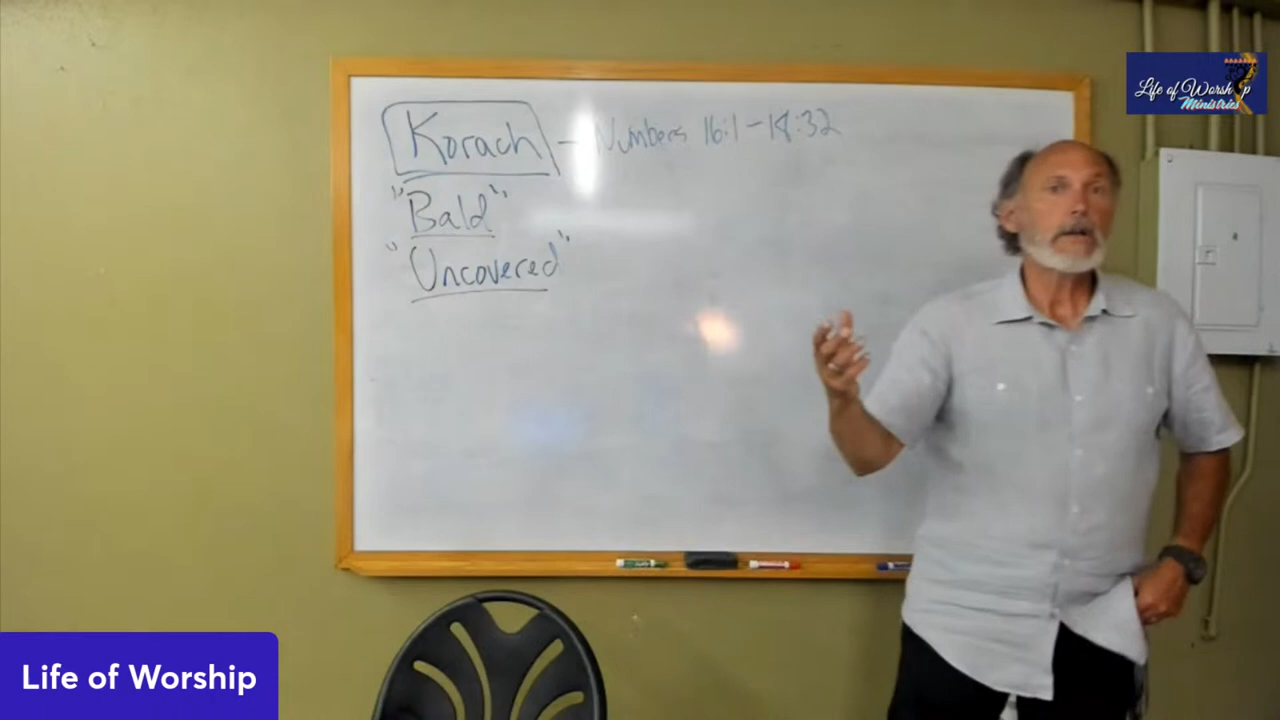 Korach - Numbers 16:1-18:32
"Bald"
"Uncovered"
Life of Worship
Ministries
Life of Worship